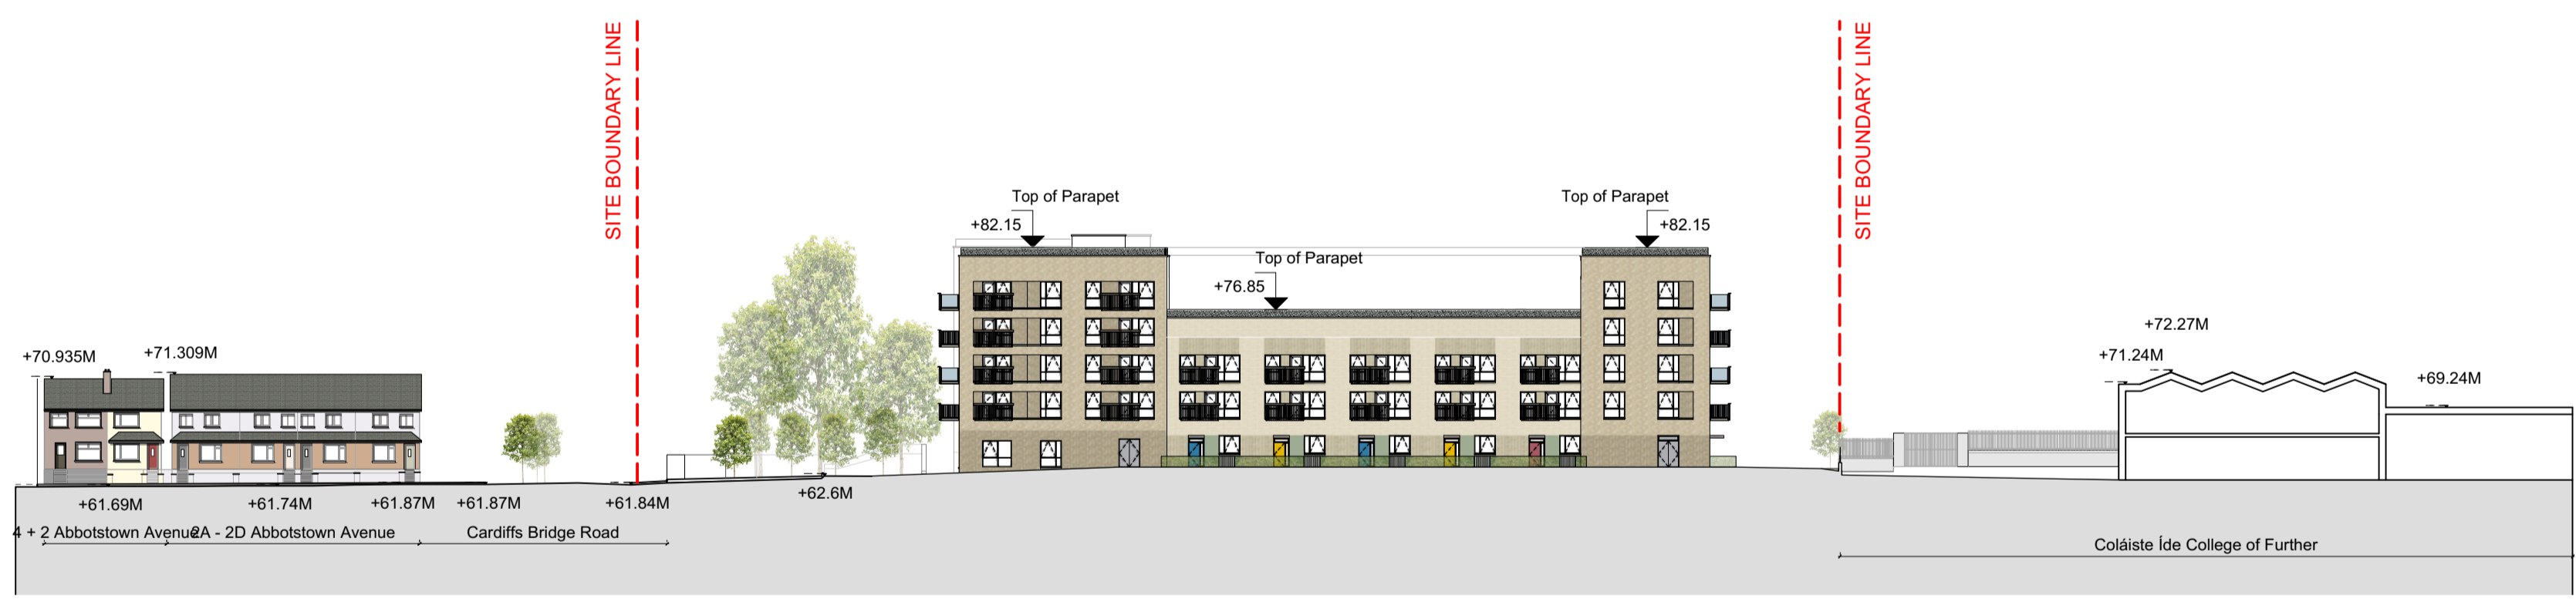 SITE BOUNDARY LINE
SITE BOUNDARY LINE
Top of Parapet
+82.15
Top of Parapet
+82.15
Top of Parapet
+76.85
+70.935M
+71.309M
+72.27M
+71.24M
+69.24M
+61.69M
+61.74M
+61.87M
+61.87M
+61.84M
+62.6M
4 + 2 Abbotstown Avenue
2A - 2D Abbotstown Avenue
Cardiffs Bridge Road
Coláiste Íde College of Further